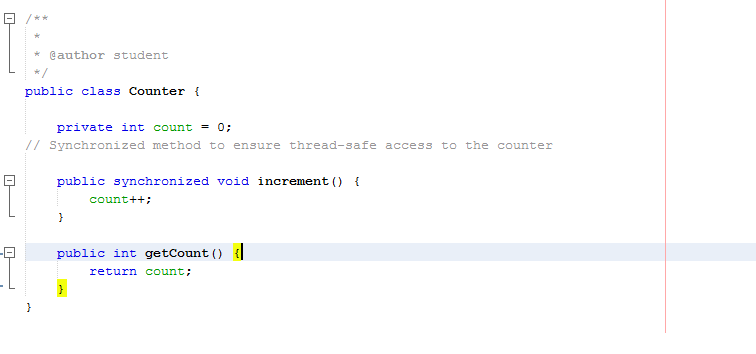 /**
 *
 * @author student
 */
public class Counter {

    private int count = 0;
// Synchronized method to ensure thread-safe access to the counter

    public synchronized void increment() {
        count++;
    }

    public int getCount() {
        return count;
    }
}